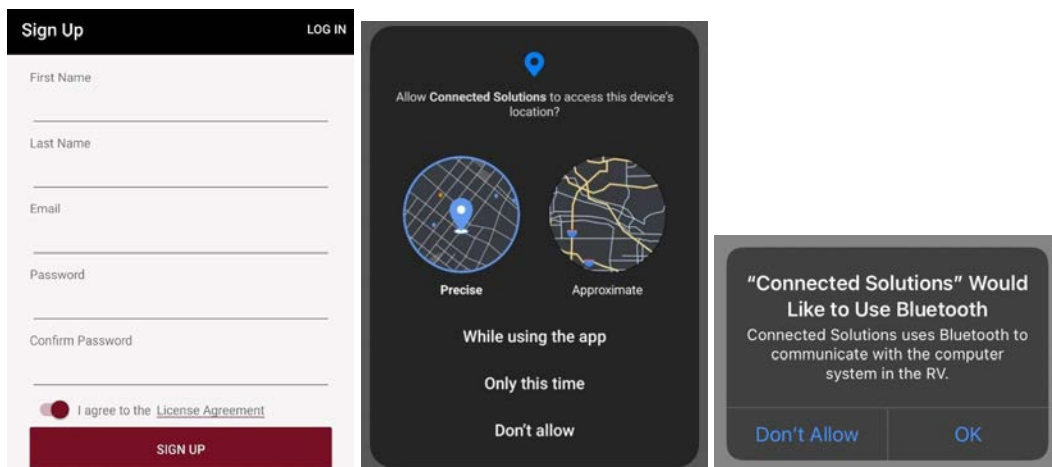 Sign Up
LOG IN
First Name
Last Name
Email
Password
Confirm Password
I agree to the License Agreement
SIGN UP
Allow Connected Solutions to access this device's
location?
Precise
Approximate
While using the app
Only this time
Don't allow
“Connected Solutions” Would
Like to Use Bluetooth
Connected Solutions uses Bluetooth to
communicate with the computer
system in the RV.
Don't Allow
OK